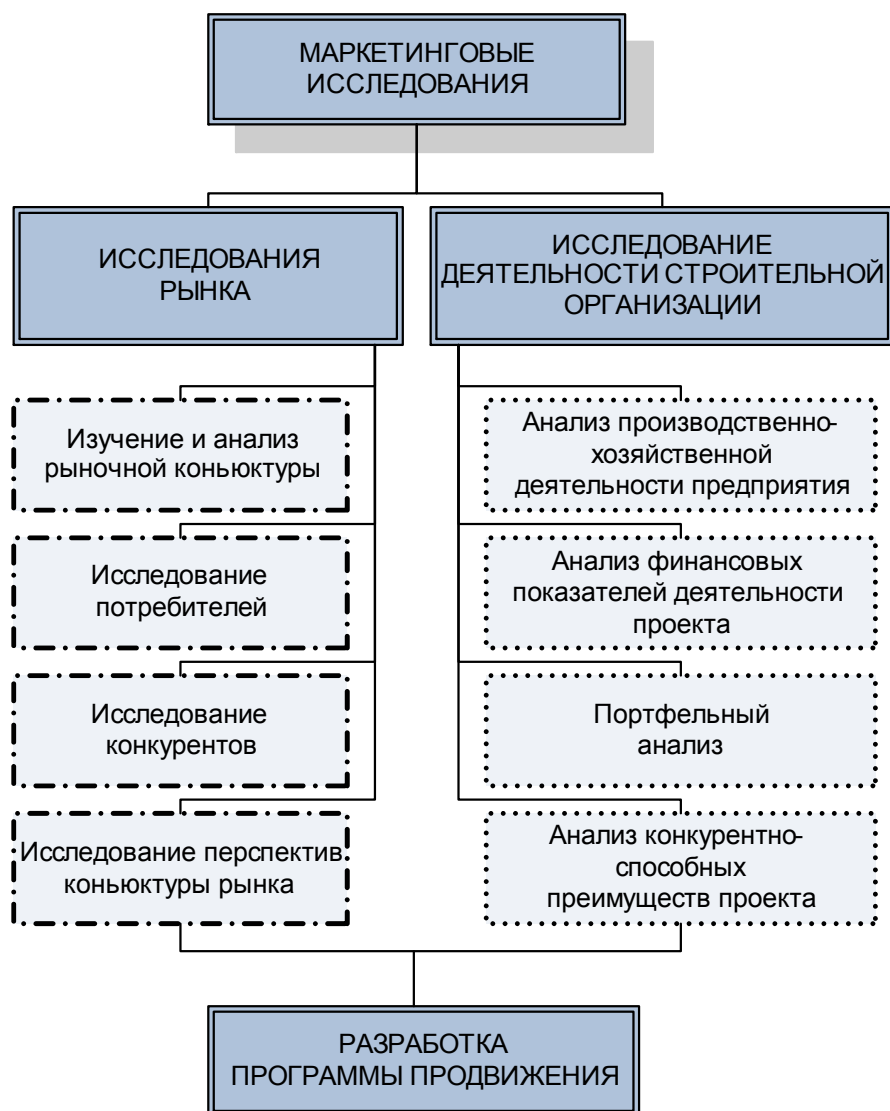 МАРКЕТИНГОВЫЕ
ИССЛЕДОВАНИЯ
ИССЛЕДОВАНИЯ
РЫНКА
ИССЛЕДОВАНИЕ
ДЕЯТЕЛЬНОСТИ СТРОИТЕЛЬНОЙ
ОРГАНИЗАЦИИ
Изучение и анализ
рыночной коньюктуры
Исследование
потребителей
Исследование
конкурентов
Исследование перспектив
коньюктуры рынка
Анализ производственно-
хозяйственной
деятельности предприятия
Анализ финансовых
показателей деятельности
проекта
Портфельный
анализ
Анализ конкурентно-
способных
преимуществ проекта
РАЗРАБОТКА
ПРОГРАММЫ ПРОДВИЖЕНИЯ